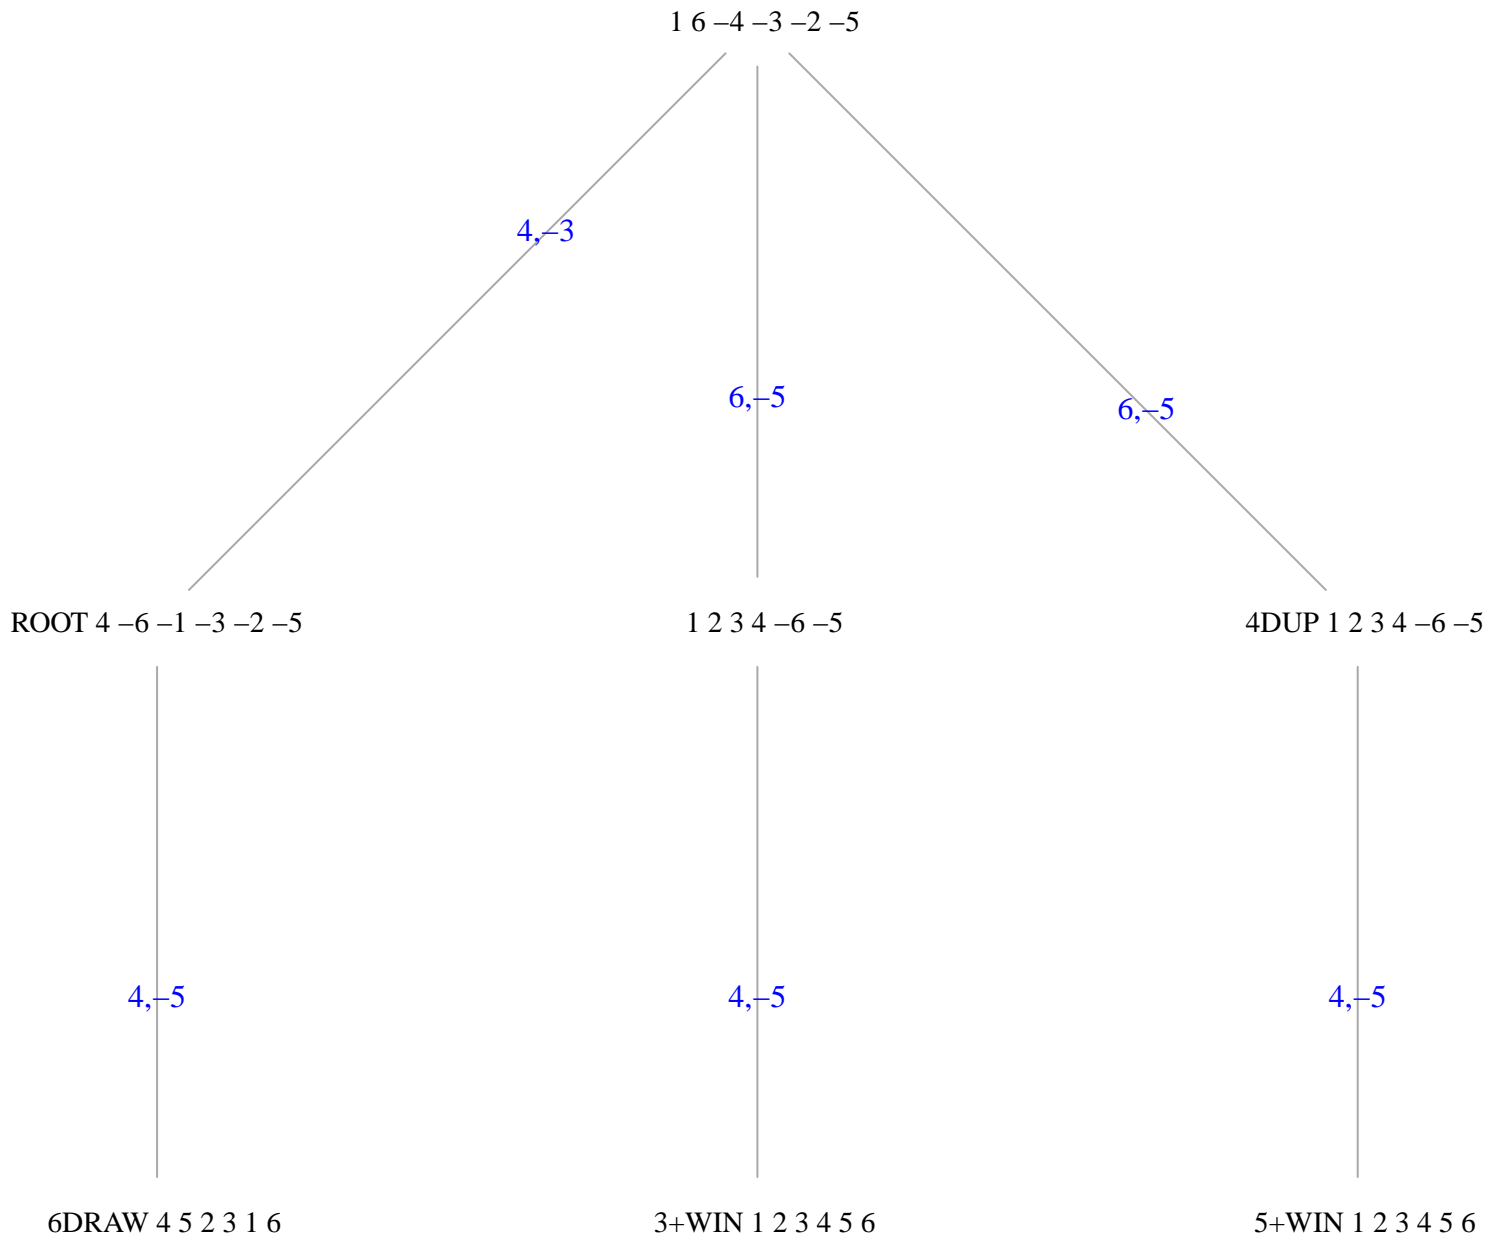 1 6 –4 –3 –2 –5
4,–3
6,–5
6,–5
ROOT 4 –6 –1 –3 –2 –5
1 2 3 4 –6 –5
4DUP 1 2 3 4 –6 –5
4,–5
4,–5
4,–5
6DRAW 4 5 2 3 1 6
3+WIN 1 2 3 4 5 6
5+WIN 1 2 3 4 5 6